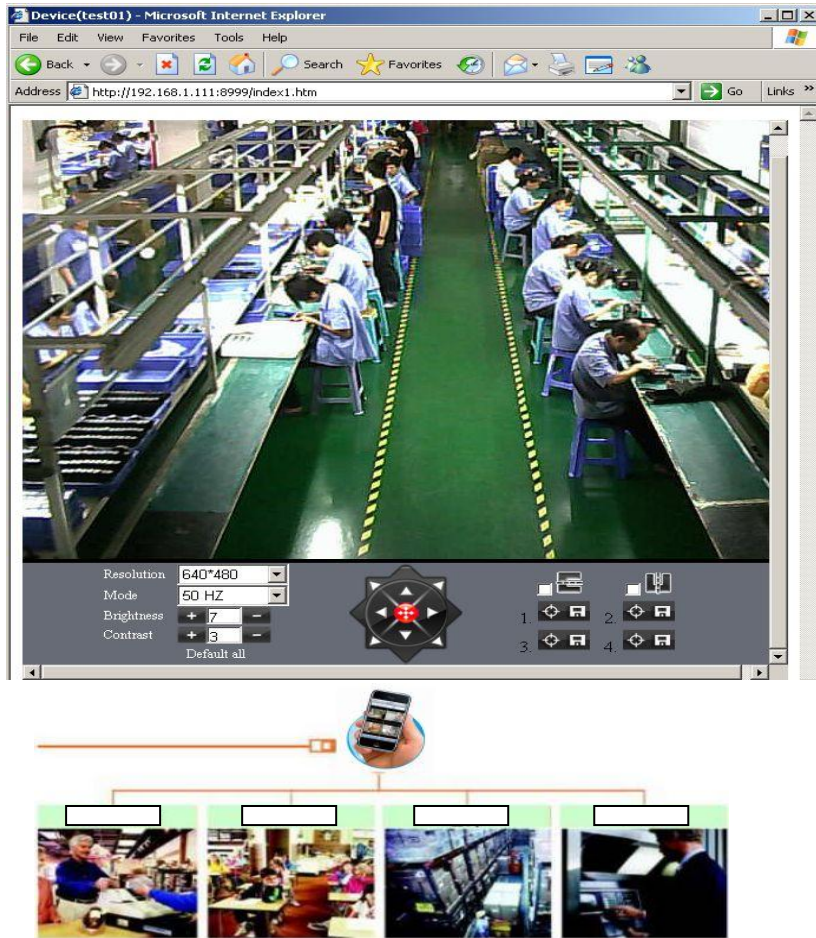 Device(test01) - Microsoft Internet Explorer
File Edit View Favorites Tools Help
Back Search Favorites
Address http://192.168.1.111:8999/index1.htm Go Links »
Resolution 640*480
Mode 50 HZ
Brightness + 7 −
Contrast + 3 −
Default all
1. 2.
3. 4.